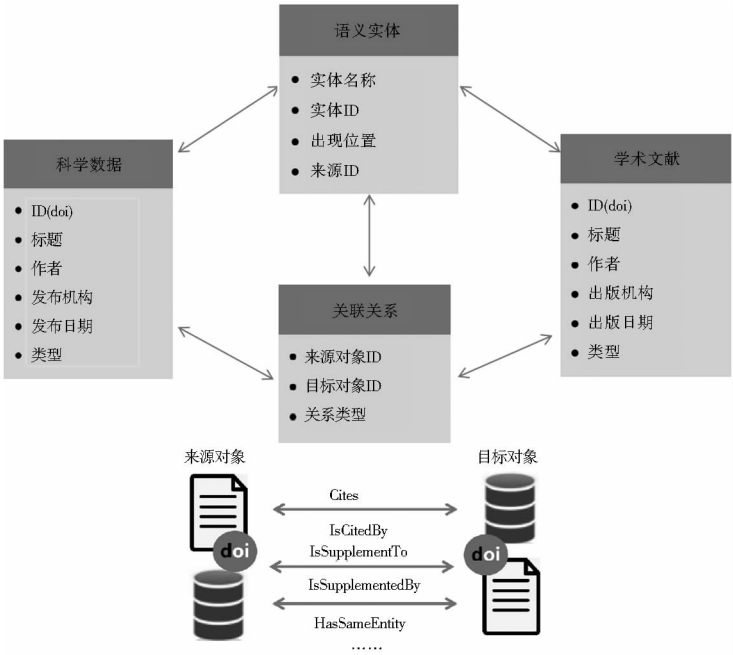 语义实体
● 实体名称
● 实体ID
● 出现位置
● 来源ID
科学数据
● ID(doi)
● 标题
● 作者
● 发布机构
● 发布日期
● 类型
学术文献
● ID(doi)
● 标题
● 作者
● 出版机构
● 出版日期
● 类型
关联关系
● 来源对象ID
● 目标对象ID
● 关系类型
来源对象
目标对象
Cites
IsCitedBy
doi
IsSupplementTo
doi
IsSupplementedBy
HasSameEntity
……